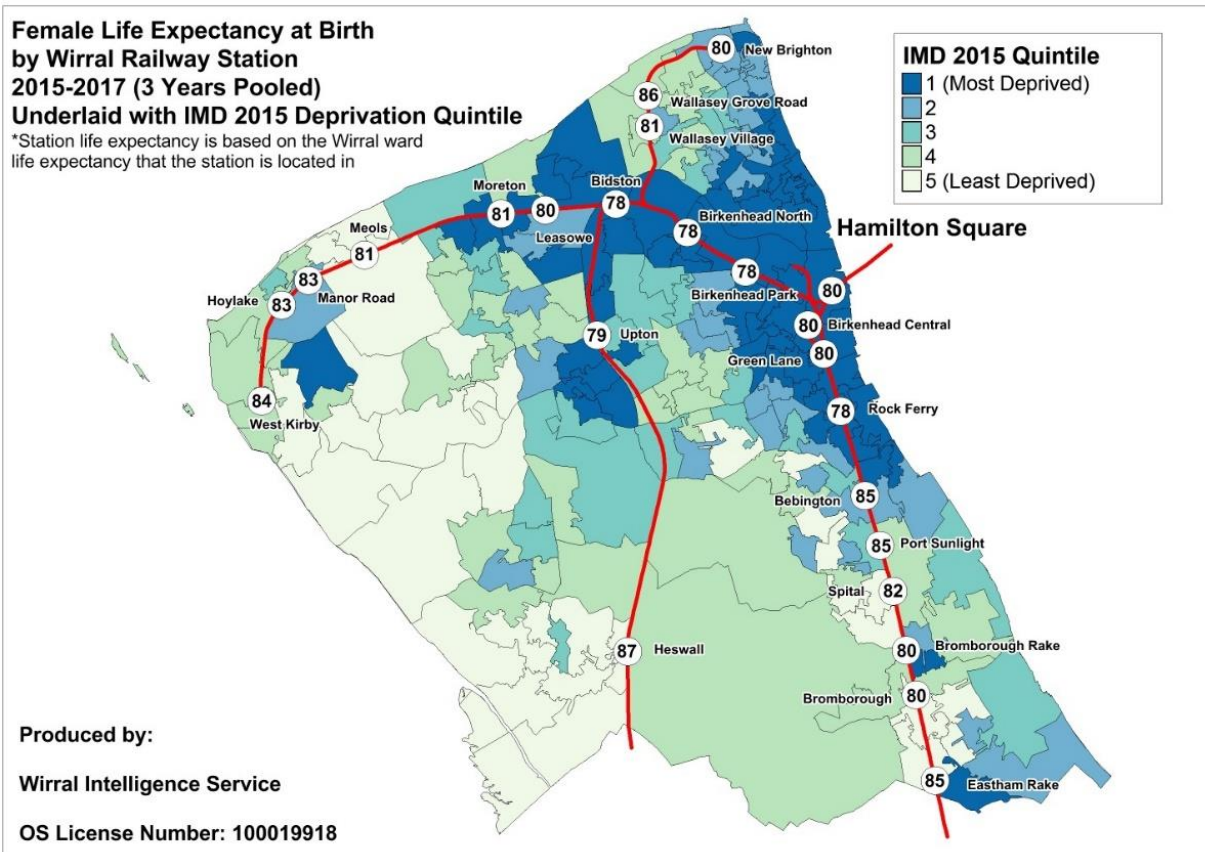 Female Life Expectancy at Birth
by Wirral Railway Station
2015-2017 (3 Years Pooled)
Underlaid with IMD 2015 Deprivation Quintile
*Station life expectancy is based on the Wirral ward
life expectancy that the station is located in
IMD 2015 Quintile
1 (Most Deprived)
2
3
4
5 (Least Deprived)
80 New Brighton
86 Wallasey Grove Road
81 Wallasey Village
Moreton
81
80
Leasowe
Bidston
78
Birkenhead North
78
78
Birkenhead Park
Hamilton Square
80
80 Birkenhead Central
Green Lane 80
78 Rock Ferry
Meols
81
83
Manor Road
Hoylake 83
84
West Kirby
79 Upton
Bebington 85
85 Port Sunlight
Spital 82
80 Bromborough Rake
Bromborough 80
85 Eastham Rake
87 Heswall
Produced by:
Wirral Intelligence Service
OS License Number: 100019918